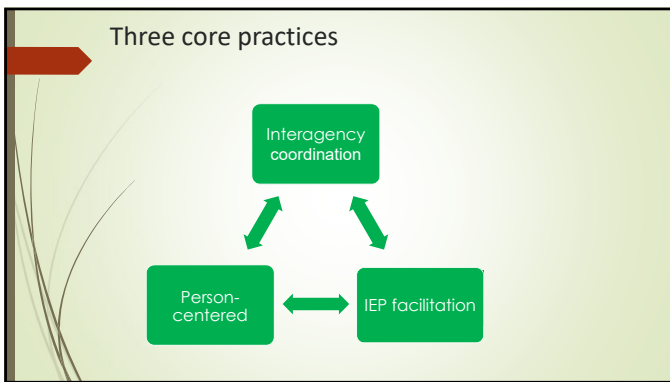 Three core practices
Interagency
coordination
Person-
centered
IEP facilitation